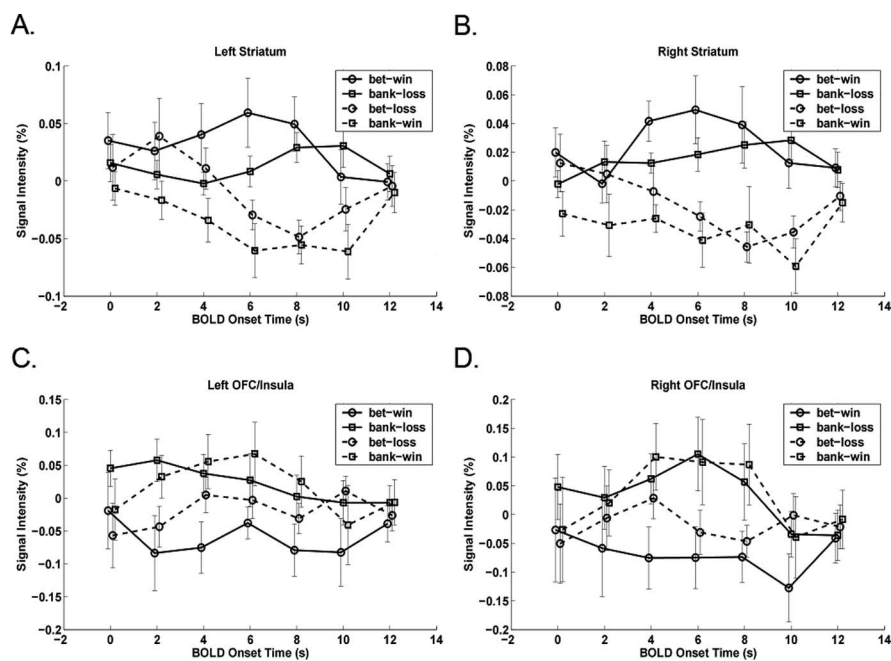 A.
Left Striatum
Signal Intensity (%)
0.1
0.05
0
−0.05
−0.1
−2 0 2 4 6 8 10 12 14
BOLD Onset Time (s)
bet−win
bank−loss
bet−loss
bank−win
B.
Right Striatum
Signal Intensity (%)
0.08
0.06
0.04
0.02
0
−0.02
−0.04
−0.06
−0.08
−2 0 2 4 6 8 10 12 14
BOLD Onset Time (s)
bet−win
bank−loss
bet−loss
bank−win
C.
Left OFC/Insula
Signal Intensity (%)
0.15
0.1
0.05
0
−0.05
−0.1
−0.15
−0.2
−2 0 2 4 6 8 10 12 14
BOLD Onset Time (s)
bet−win
bank−loss
bet−loss
bank−win
D.
Right OFC/Insula
Signal Intensity (%)
0.2
0.15
0.1
0.05
0
−0.05
−0.1
−0.15
−0.2
−2 0 2 4 6 8 10 12 14
BOLD Onset Time (s)
bet−win
bank−loss
bet−loss
bank−win